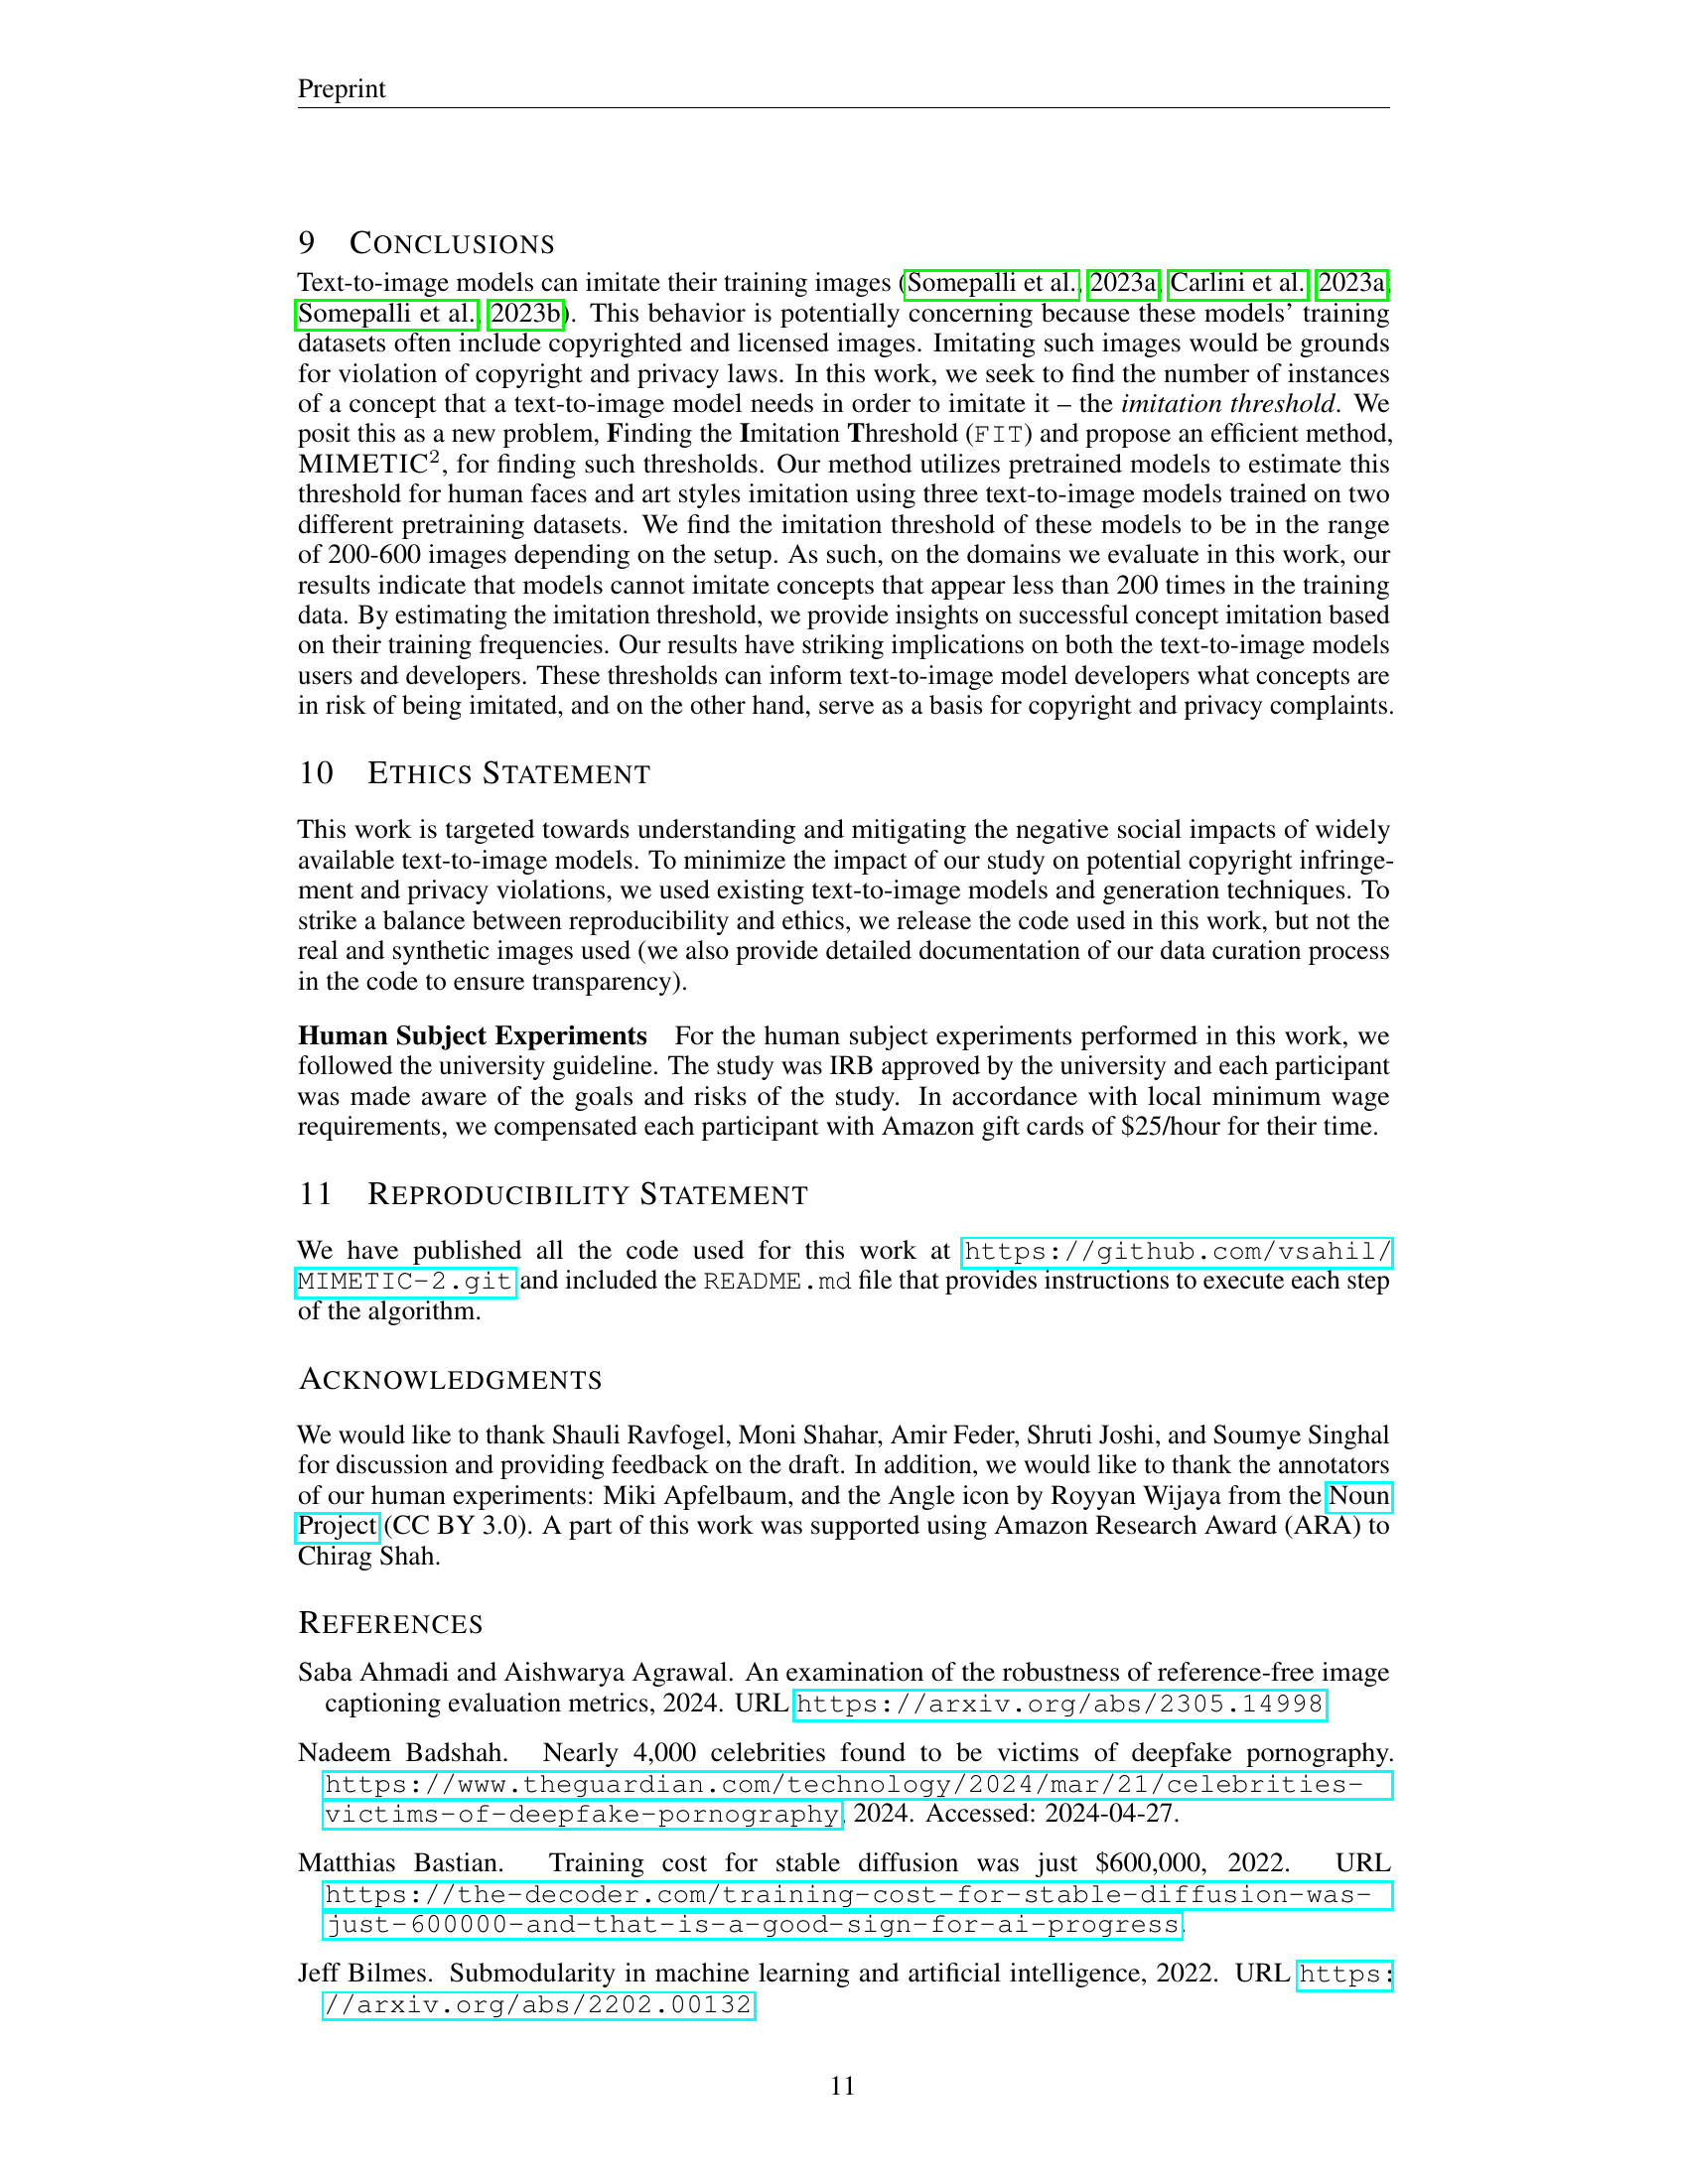 Preprint
9 CONCLUSIONS
Text-to-image models can imitate their training images (Somepalli et al., 2023a; Carlini et al., 2023a;
Somepalli et al., 2023b). This behavior is potentially concerning because these models' training
datasets often include copyrighted and licensed images. Imitating such images would be grounds
for violation of copyright and privacy laws. In this work, we seek to find the number of instances
of a concept that a text-to-image model needs in order to imitate it – the imitation threshold. We
posit this as a new problem, Finding the Imitation Threshold (FIT) and propose an efficient method,
MIMETIC², for finding such thresholds. Our method utilizes pretrained models to estimate this
threshold for human faces and art styles imitation using three text-to-image models trained on two
different pretraining datasets. We find the imitation threshold of these models to be in the range
of 200-600 images depending on the setup. As such, on the domains we evaluate in this work, our
results indicate that models cannot imitate concepts that appear less than 200 times in the training
data. By estimating the imitation threshold, we provide insights on successful concept imitation based
on their training frequencies. Our results have striking implications on both the text-to-image models
users and developers. These thresholds can inform text-to-image model developers what concepts are
in risk of being imitated, and on the other hand, serve as a basis for copyright and privacy complaints.
10 ETHICS STATEMENT
This work is targeted towards understanding and mitigating the negative social impacts of widely
available text-to-image models. To minimize the impact of our study on potential copyright infringe-
ment and privacy violations, we used existing text-to-image models and generation techniques. To
strike a balance between reproducibility and ethics, we release the code used in this work, but not the
real and synthetic images used (we also provide detailed documentation of our data curation process
in the code to ensure transparency).
Human Subject Experiments For the human subject experiments performed in this work, we
followed the university guideline. The study was IRB approved by the university and each participant
was made aware of the goals and risks of the study. In accordance with local minimum wage
requirements, we compensated each participant with Amazon gift cards of $25/hour for their time.
11 REPRODUCIBILITY STATEMENT
We have published all the code used for this work at https://github.com/vsahil/
MIMETIC-2.git and included the README.md file that provides instructions to execute each step
of the algorithm.
ACKNOWLEDGMENTS
We would like to thank Shauli Ravfogel, Moni Shahar, Amir Feder, Shruti Joshi, and Soumye Singhal
for discussion and providing feedback on the draft. In addition, we would like to thank the annotators
of our human experiments: Miki Apfelbaum, and the Angle icon by Royyan Wijaya from the Noun
Project (CC BY 3.0). A part of this work was supported using Amazon Research Award (ARA) to
Chirag Shah.
REFERENCES
Saba Ahmadi and Aishwarya Agrawal. An examination of the robustness of reference-free image
captioning evaluation metrics, 2024. URL https://arxiv.org/abs/2305.14998.
Nadeem Badshah. Nearly 4,000 celebrities found to be victims of deepfake pornography.
https://www.theguardian.com/technology/2024/mar/21/celebrities-
victims-of-deepfake-pornography, 2024. Accessed: 2024-04-27.
Matthias Bastian. Training cost for stable diffusion was just $600,000, 2022. URL
https://the-decoder.com/training-cost-for-stable-diffusion-was-
just-600000-and-that-is-a-good-sign-for-ai-progress.
Jeff Bilmes. Submodularity in machine learning and artificial intelligence, 2022. URL https:
//arxiv.org/abs/2202.00132.
11